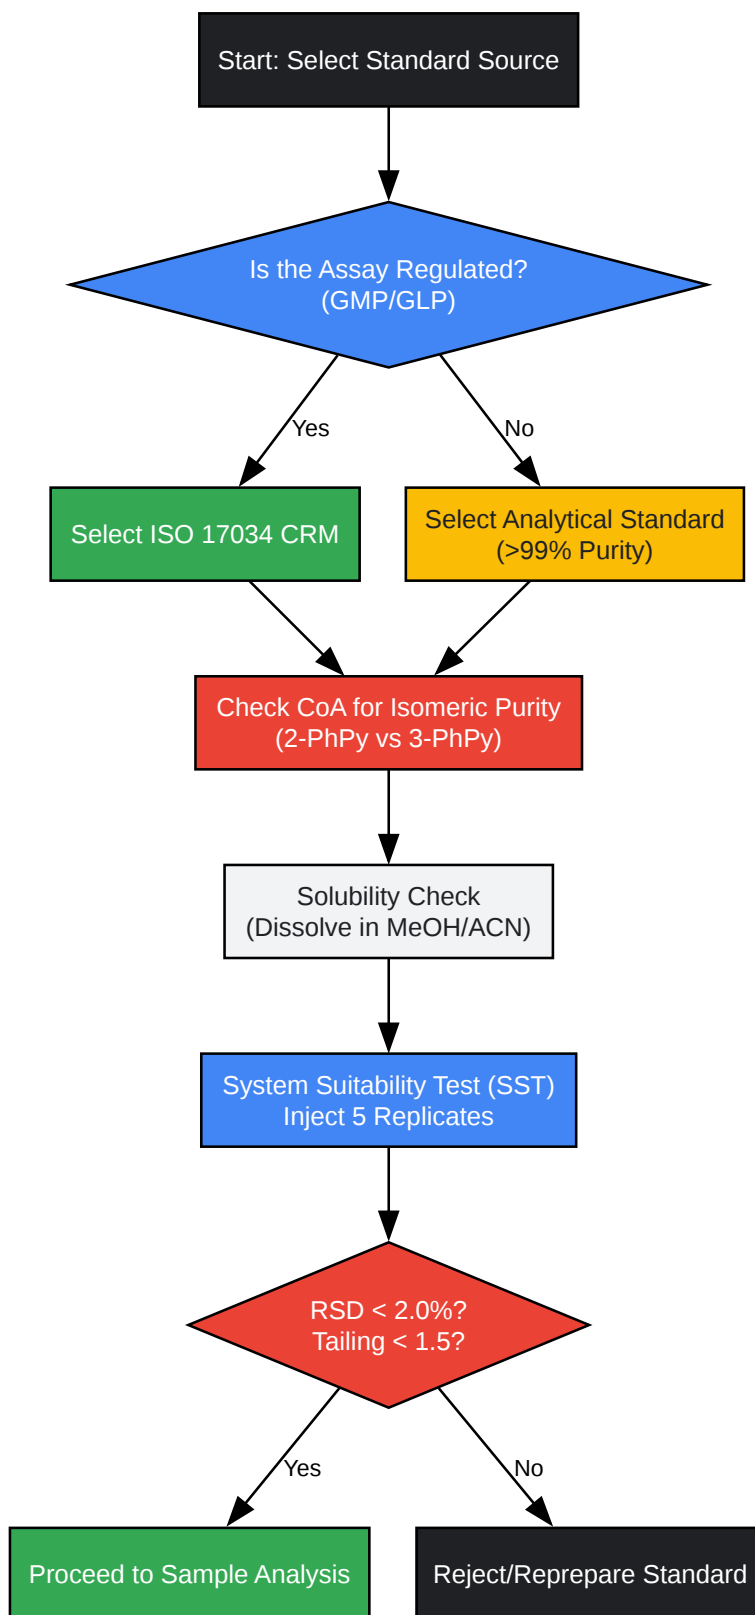 Start: Select Standard Source
Is the Assay Regulated?
(GMP/GLP)
Yes
No
Select ISO 17034 CRM
Select Analytical Standard
(>99% Purity)
Check CoA for Isomeric Purity
(2-PhPy vs 3-PhPy)
Solubility Check
(Dissolve in MeOH/ACN)
System Suitability Test (SST)
Inject 5 Replicates
RSD < 2.0%?
Tailing < 1.5?
Yes
No
Proceed to Sample Analysis
Reject/Reprepare Standard